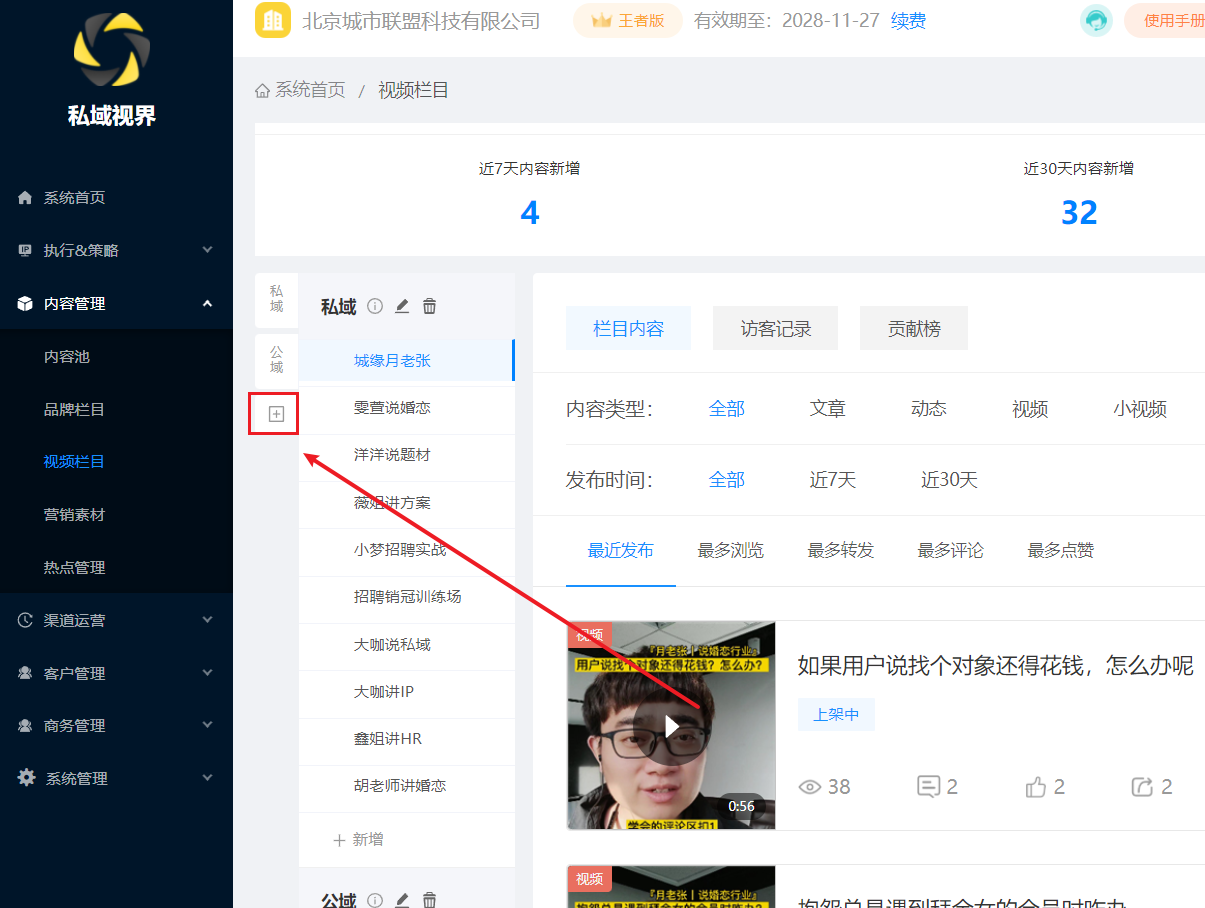 私域视界
系统首页
执行&策略
内容管理
内容池
品牌栏目
视频栏目
营销素材
热点管理
渠道运营
客户管理
商务管理
系统管理
北京城市联盟科技有限公司 王者版 有效期至：2028-11-27 续费 使用手册
系统首页 / 视频栏目
近7天内容新增 近30天内容新增
4 32
私域
公域
私域
城缘月老张
雯萱说婚恋
洋洋说题材
薇姐讲方案
小梦招聘实战
招聘销冠训练场
大咖说私域
大咖讲IP
鑫姐讲HR
胡老师讲婚恋
+ 新增
公域
栏目内容 访客记录 贡献榜
内容类型： 全部 文章 动态 视频 小视频
发布时间： 全部 近7天 近30天
最近发布 最多浏览 最多转发 最多评论 最多点赞
视频
『月老张丨说婚恋行业』
用户说找个对象还得花钱？怎么办？
0:56
学会的评论区扣1
如果用户说找个对象还得花钱，怎么办呢
上架中
38 2 2 2
视频
『月老张丨说婚恋行业』